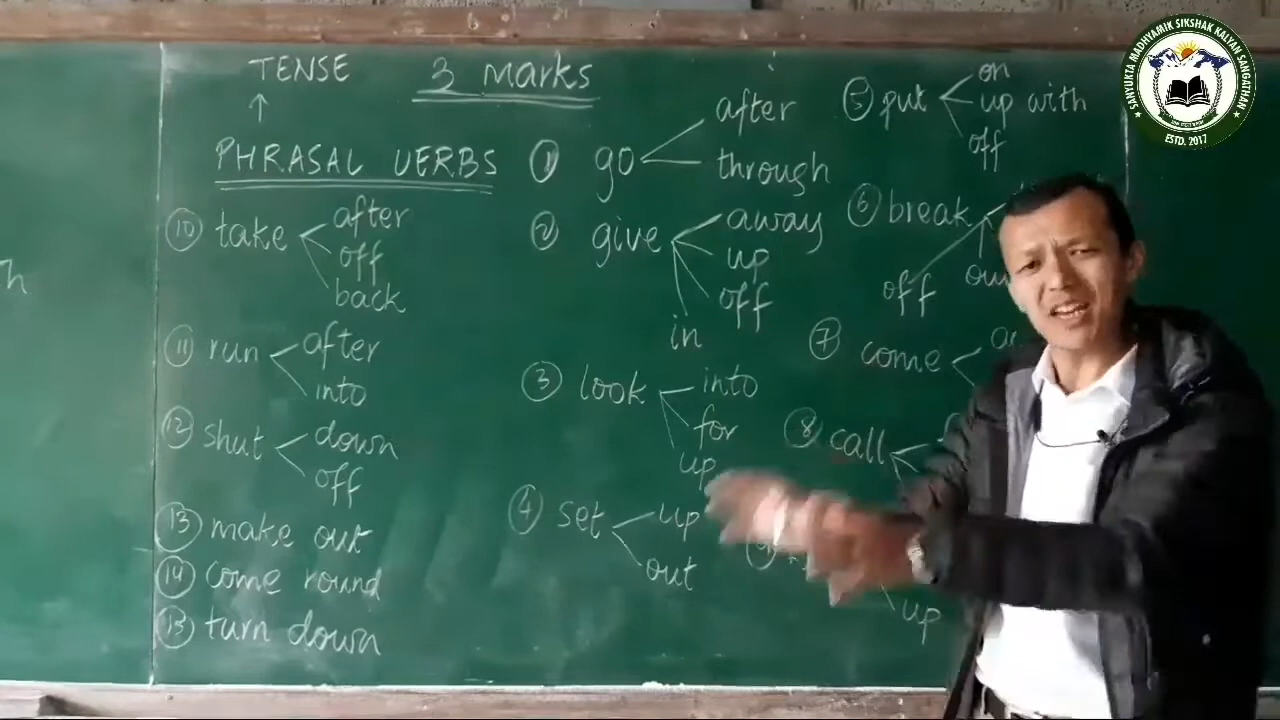 TENSE
↑
PHRASAL VERBS
3 marks
⑩ take after
off
back
⑪ run after
into
⑫ shut down
off
⑬ make out
⑭ come round
⑮ turn down
① go after
through
② give away
up
off
in
③ look into
for
up
④ set up
out
⑤ put on
up with
off
⑥ break
off
⑦ come
⑧ call
up
SANYUKTA MADHYAMIK SIKSHAK KALYAN SANGATHAN
ESTD. 2017